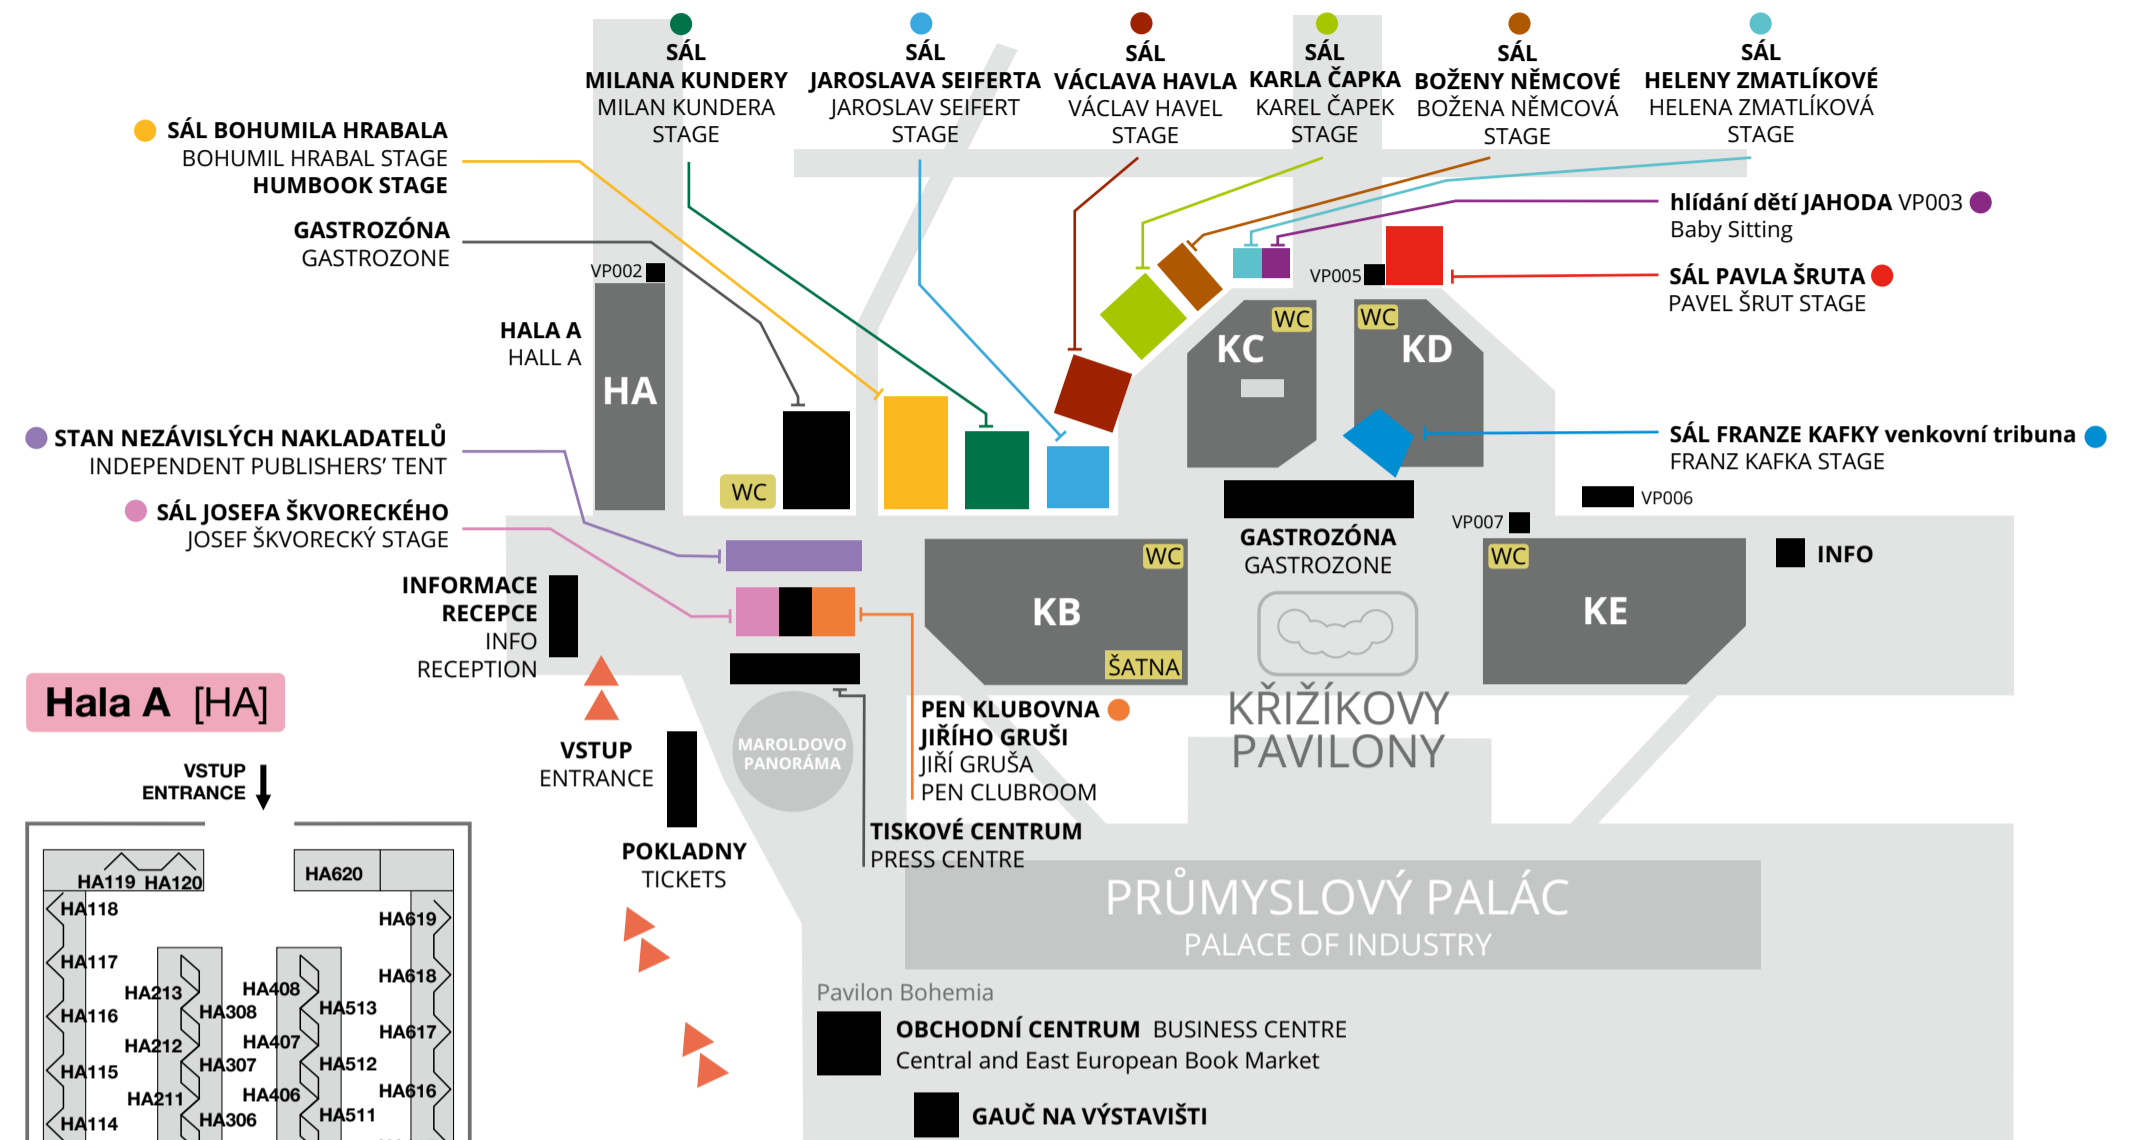 SÁL
MILANA KUNDERY
MILAN KUNDERA
STAGE
SÁL
JAROSLAVA SEIFERTA
JAROSLAV SEIFERT
STAGE
SÁL
VÁCLAVA HAVLA
VÁCLAV HAVEL
STAGE
SÁL
KARLA ČAPKA
KAREL ČAPEK
STAGE
SÁL
BOŽENY NĚMCOVÉ
BOŽENA NĚMCOVÁ
STAGE
SÁL
HELENY ZMATLÍKOVÉ
HELENA ZMATLÍKOVÁ
STAGE
SÁL BOHUMILA HRABALA
BOHUMIL HRABAL STAGE
HUMBOOK STAGE
GASTROZÓNA
GASTROZONE
VP002
HALA A
HALL A
HA
hlídání dětí JAHODA VP003
Baby Sitting
VP005
SÁL PAVLA ŠRUTA
PAVEL ŠRUT STAGE
WC
KC
WC
KD
STAN NEZÁVISLÝCH NAKLADATELŮ
INDEPENDENT PUBLISHERS’ TENT
WC
SÁL FRANZE KAFKY venkovní tribuna
FRANZ KAFKA STAGE
SÁL JOSEFA ŠKVORECKÉHO
JOSEF ŠKVORECKÝ STAGE
VP006
VP007
GASTROZÓNA
GASTROZONE
WC
KB
ŠATNA
WC
KE
INFO
INFORMACE
RECEPCE
INFO
RECEPTION
Hala A [HA]
VSTUP
ENTRANCE
MAROLDOVO
PANORÁMA
PEN KLUBOVNA
JIŘÍHO GRUŠI
JIŘÍ GRUŠA
PEN CLUBROOM
KŘIŽÍKOVY
PAVILONY
VSTUP
ENTRANCE
TISKOVÉ CENTRUM
PRESS CENTRE
POKLADNY
TICKETS
PRŮMYSLOVÝ PALÁC
PALACE OF INDUSTRY
HA119 HA120
HA620
HA118
HA619
HA117
HA618
HA213
HA408
HA308
HA513
HA116
HA617
HA212
HA407
HA307
HA512
HA115
HA616
HA211
HA406
HA306
HA511
HA114
Pavilon Bohemia
OBCHODNÍ CENTRUM BUSINESS CENTRE
Central and East European Book Market
GAUČ NA VÝSTAVIŠTI